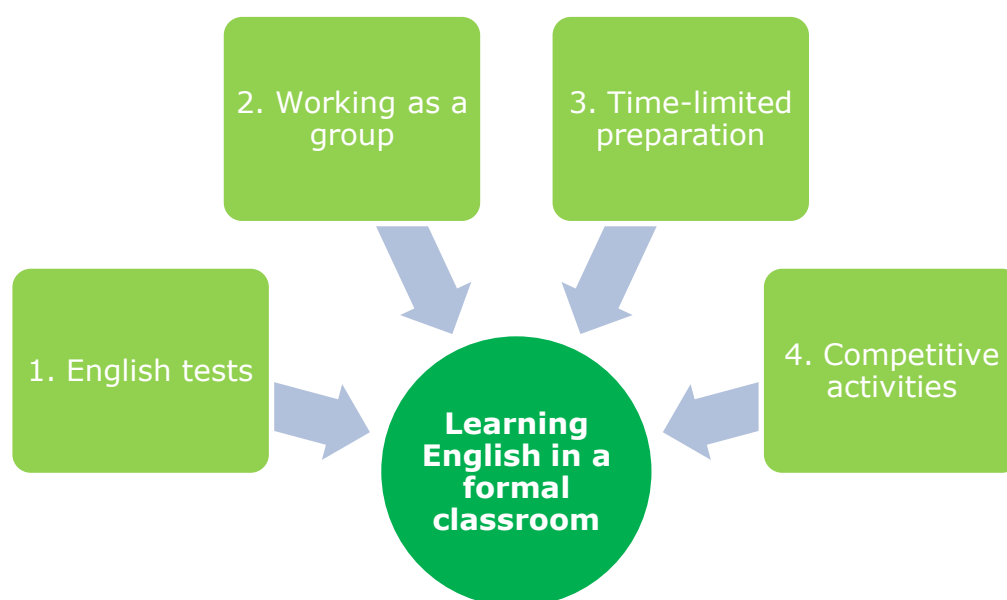 1. English tests
2. Working as a
group
3. Time-limited
preparation
4. Competitive
activities
Learning
English in a
formal
classroom